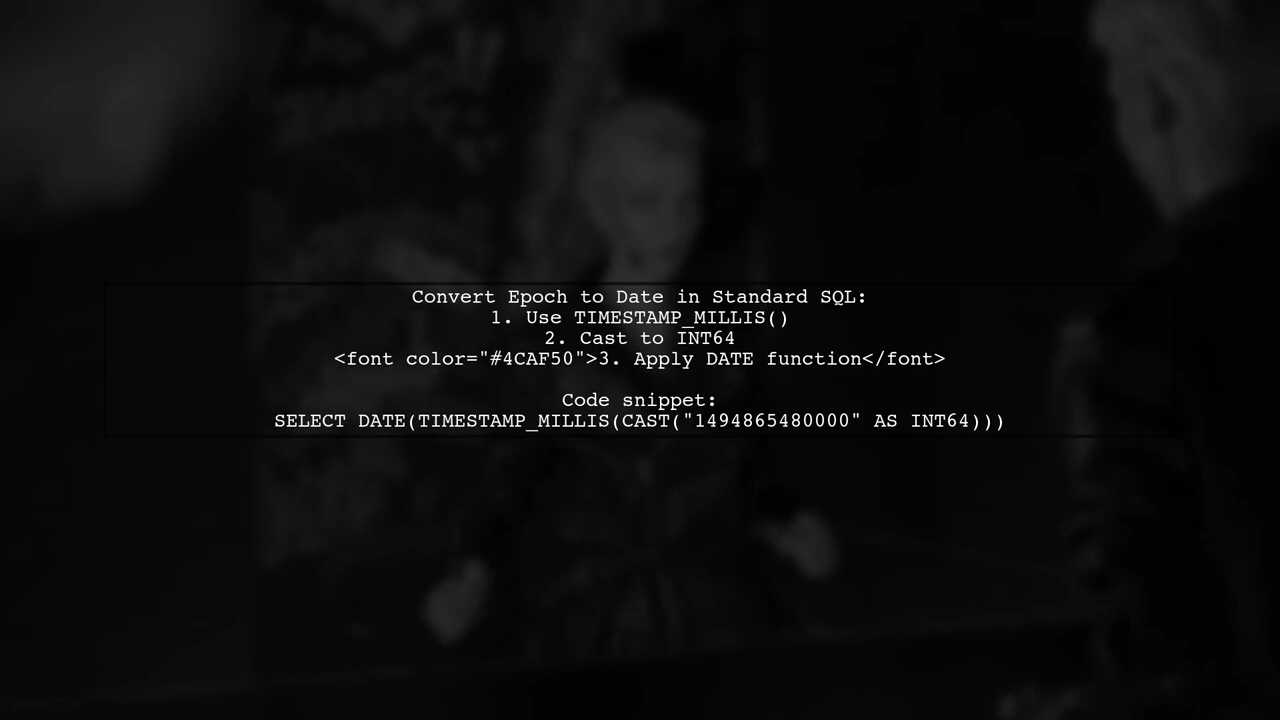 Convert Epoch to Date in Standard SQL:
1. Use TIMESTAMP_MILLIS()
2. Cast to INT64
<font color="#4CAF50">3. Apply DATE function</font>
Code snippet:
SELECT DATE(TIMESTAMP_MILLIS(CAST("1494865480000" AS INT64)))